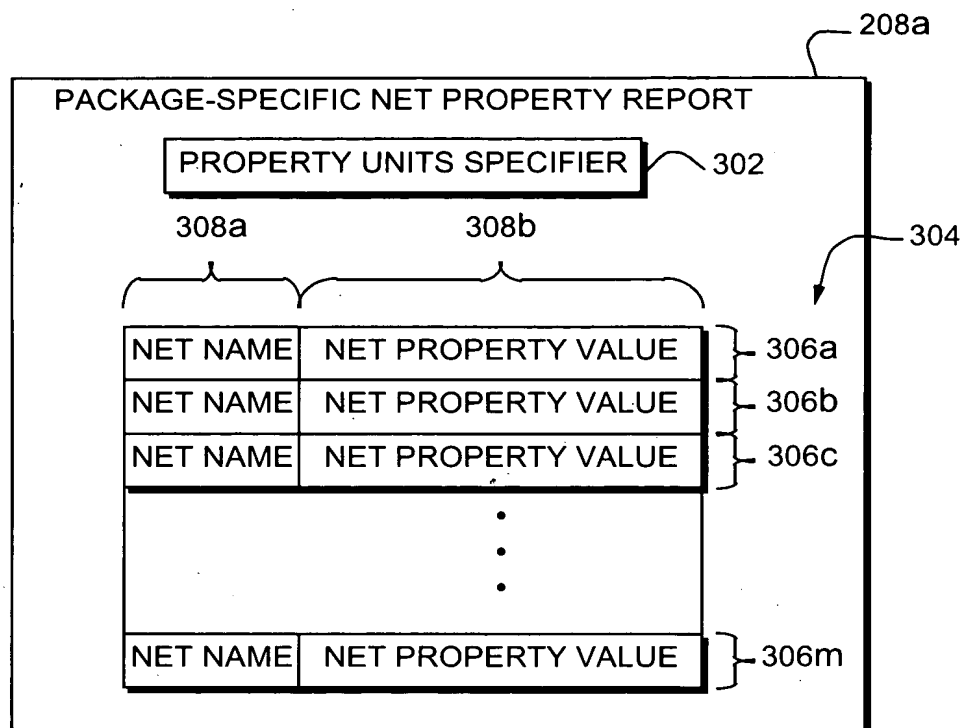 208a
PACKAGE-SPECIFIC NET PROPERTY REPORT
PROPERTY UNITS SPECIFIER 302
308a 308b
304
NET NAME NET PROPERTY VALUE 306a
NET NAME NET PROPERTY VALUE 306b
NET NAME NET PROPERTY VALUE 306c
NET NAME NET PROPERTY VALUE 306m